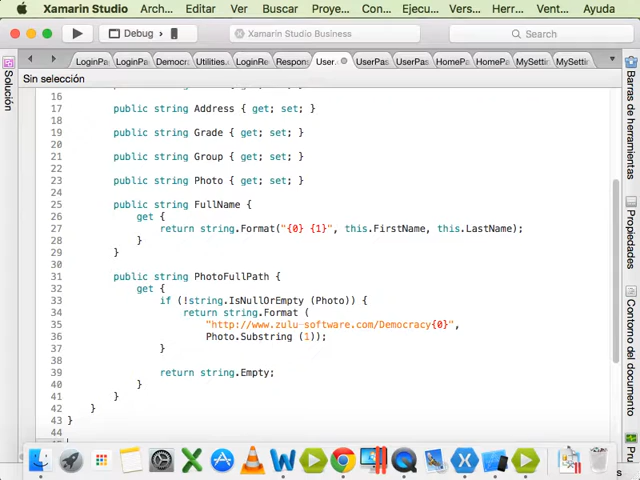 Xamarin Studio Arch... Editar Ver Buscar Proye... Con... Ejecu... Vers... Herr... Vent... Ayuda
Debug Xamarin Studio Business Search
LoginPa LoginPa Democra Utilities. LoginRe Respons User. UserPas UserPas HomePa HomePa MySettin MySettin
Sin selección
Solución
16
17 public string Address { get; set; }
18
19 public string Grade { get; set; }
20
21 public string Group { get; set; }
22
23 public string Photo { get; set; }
24
25 public string FullName {
26 get {
27 return string.Format("{0} {1}", this.FirstName, this.LastName);
28 }
29 }
30
31 public string PhotoFullPath {
32 get {
33 if (!string.IsNullOrEmpty (Photo)) {
34 return string.Format (
35 "http://www.zulu-software.com/Democracy{0}",
36 Photo.Substring (1));
37 }
38
39 return string.Empty;
40 }
41 }
42 }
43 }
44
Barras de herramientas
Propiedades
Contorno del documento
Pru
s